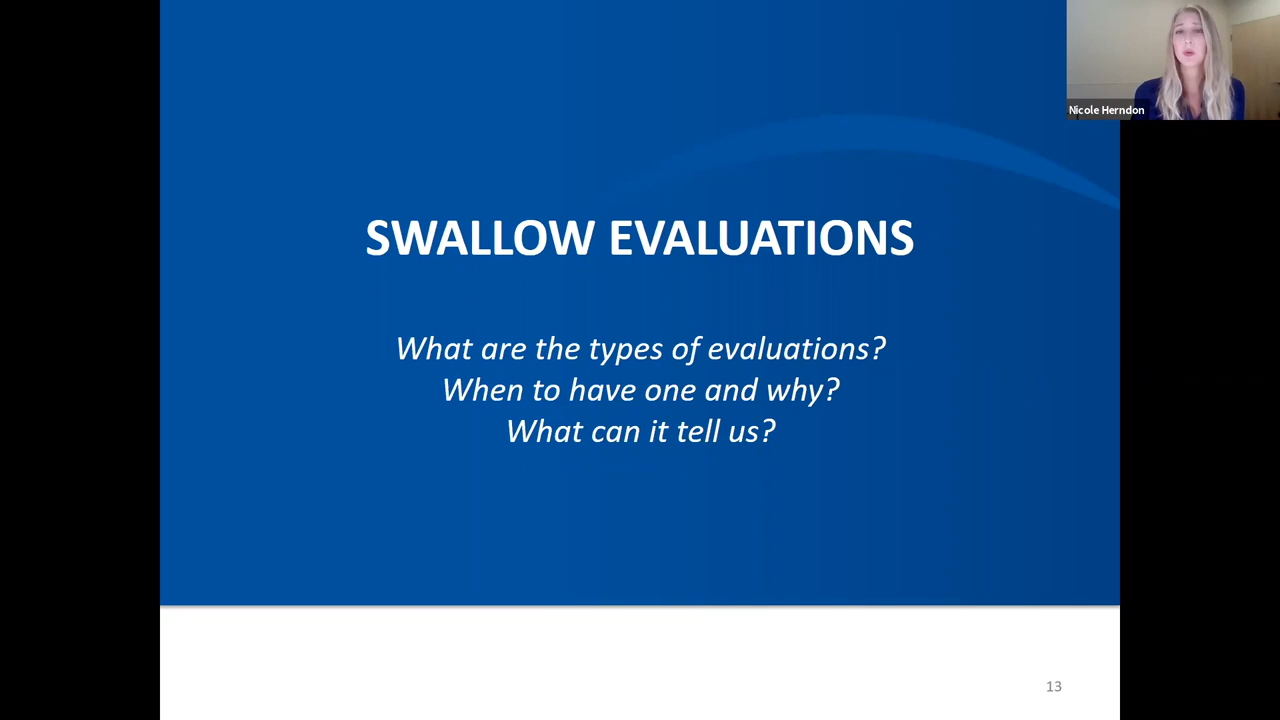 Nicole Herndon
SWALLOW EVALUATIONS
What are the types of evaluations?
When to have one and why?
What can it tell us?
13